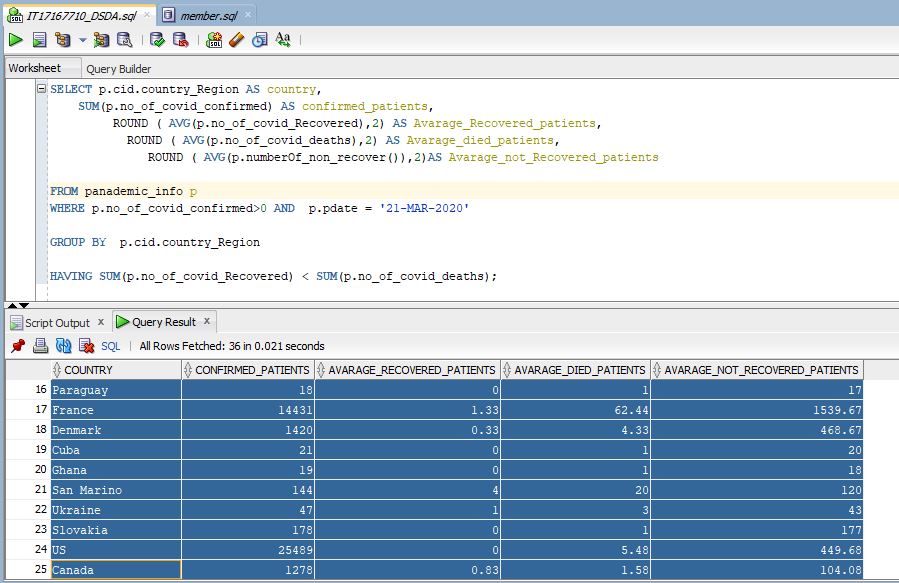 IT17167710_DSDA.sql × member.sql ×
SQL Aa
Worksheet Query Builder
SELECT p.cid.country_Region AS country,
SUM(p.no_of_covid_confirmed) AS confirmed_patients,
ROUND ( AVG(p.no_of_covid_Recovered),2) AS Avarage_Recovered_patients,
ROUND ( AVG(p.no_of_covid_deaths),2) AS Avarage_died_patients,
ROUND ( AVG(p.numberOf_non_recover()),2)AS Avarage_not_Recovered_patients
FROM panademic_info p
WHERE p.no_of_covid_confirmed>0 AND p.pdate = '21-MAR-2020'
GROUP BY p.cid.country_Region
HAVING SUM(p.no_of_covid_Recovered) < SUM(p.no_of_covid_deaths);
Script Output × Query Result ×
SQL | All Rows Fetched: 36 in 0.021 seconds
COUNTRY CONFIRMED_PATIENTS AVARAGE_RECOVERED_PATIENTS AVARAGE_DIED_PATIENTS AVARAGE_NOT_RECOVERED_PATIENTS
16 Paraguay 18 0 1 17
17 France 14431 1.33 62.44 1539.67
18 Denmark 1420 0.33 4.33 468.67
19 Cuba 21 0 1 20
20 Ghana 19 0 1 18
21 San Marino 144 4 20 120
22 Ukraine 47 1 3 43
23 Slovakia 178 0 1 177
24 US 25489 0 5.48 449.68
25 Canada 1278 0.83 1.58 104.08